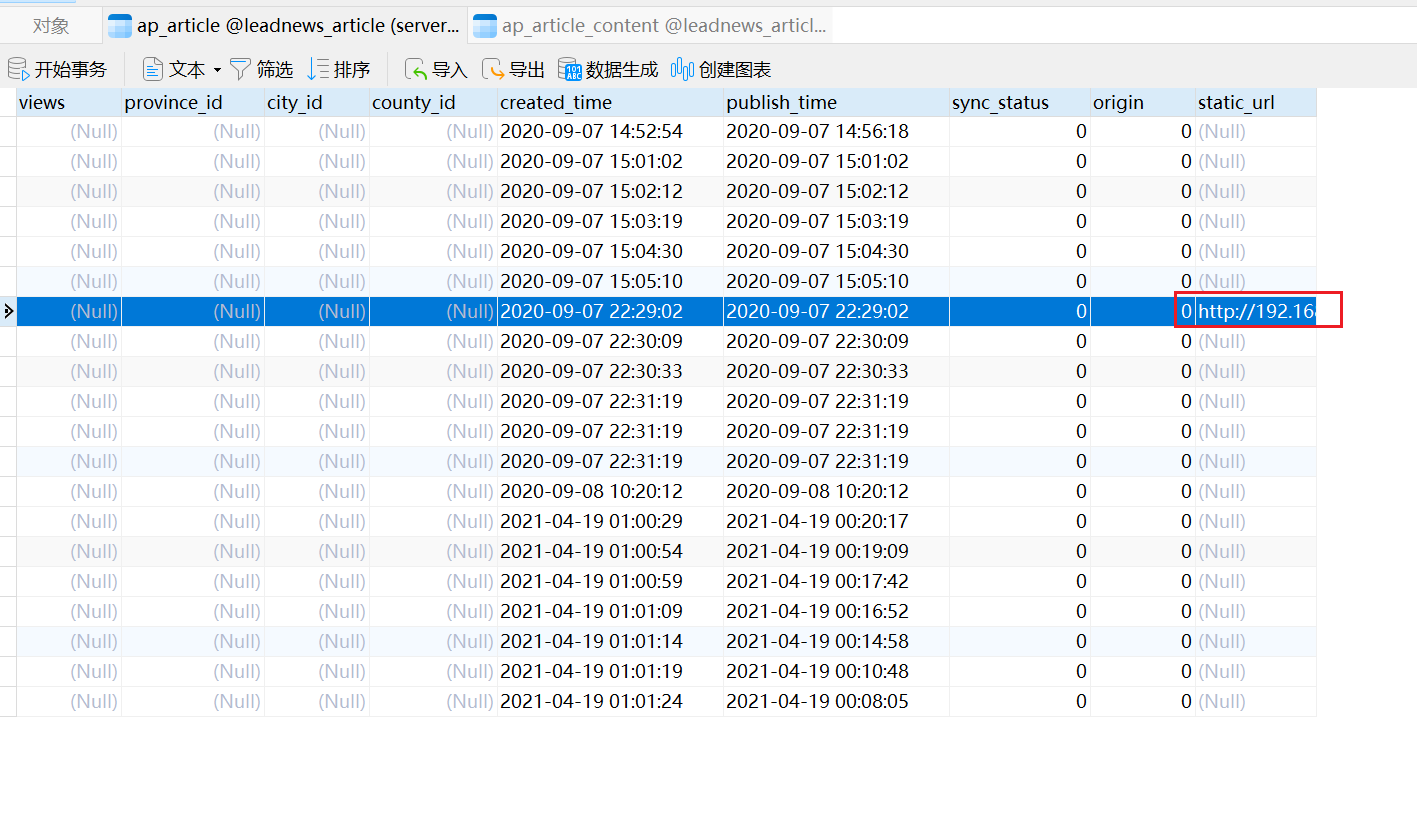 对象 ap_article @leadnews_article (server... ap_article_content @leadnews_articl...
开始事务 文本 筛选 排序 导入 导出 数据生成 创建图表
views province_id city_id county_id created_time publish_time sync_status origin static_url
(Null) (Null) (Null) (Null) 2020-09-07 14:52:54 2020-09-07 14:56:18 0 0 (Null)
(Null) (Null) (Null) (Null) 2020-09-07 15:01:02 2020-09-07 15:01:02 0 0 (Null)
(Null) (Null) (Null) (Null) 2020-09-07 15:02:12 2020-09-07 15:02:12 0 0 (Null)
(Null) (Null) (Null) (Null) 2020-09-07 15:03:19 2020-09-07 15:03:19 0 0 (Null)
(Null) (Null) (Null) (Null) 2020-09-07 15:04:30 2020-09-07 15:04:30 0 0 (Null)
(Null) (Null) (Null) (Null) 2020-09-07 15:05:10 2020-09-07 15:05:10 0 0 (Null)
(Null) (Null) (Null) (Null) 2020-09-07 22:29:02 2020-09-07 22:29:02 0 0 http://192.16
(Null) (Null) (Null) (Null) 2020-09-07 22:30:09 2020-09-07 22:30:09 0 0 (Null)
(Null) (Null) (Null) (Null) 2020-09-07 22:30:33 2020-09-07 22:30:33 0 0 (Null)
(Null) (Null) (Null) (Null) 2020-09-07 22:31:19 2020-09-07 22:31:19 0 0 (Null)
(Null) (Null) (Null) (Null) 2020-09-07 22:31:19 2020-09-07 22:31:19 0 0 (Null)
(Null) (Null) (Null) (Null) 2020-09-07 22:31:19 2020-09-07 22:31:19 0 0 (Null)
(Null) (Null) (Null) (Null) 2020-09-08 10:20:12 2020-09-08 10:20:12 0 0 (Null)
(Null) (Null) (Null) (Null) 2021-04-19 01:00:29 2021-04-19 00:20:17 0 0 (Null)
(Null) (Null) (Null) (Null) 2021-04-19 01:00:54 2021-04-19 00:19:09 0 0 (Null)
(Null) (Null) (Null) (Null) 2021-04-19 01:00:59 2021-04-19 00:17:42 0 0 (Null)
(Null) (Null) (Null) (Null) 2021-04-19 01:01:09 2021-04-19 00:16:52 0 0 (Null)
(Null) (Null) (Null) (Null) 2021-04-19 01:01:14 2021-04-19 00:14:58 0 0 (Null)
(Null) (Null) (Null) (Null) 2021-04-19 01:01:19 2021-04-19 00:10:48 0 0 (Null)
(Null) (Null) (Null) (Null) 2021-04-19 01:01:24 2021-04-19 00:08:05 0 0 (Null)